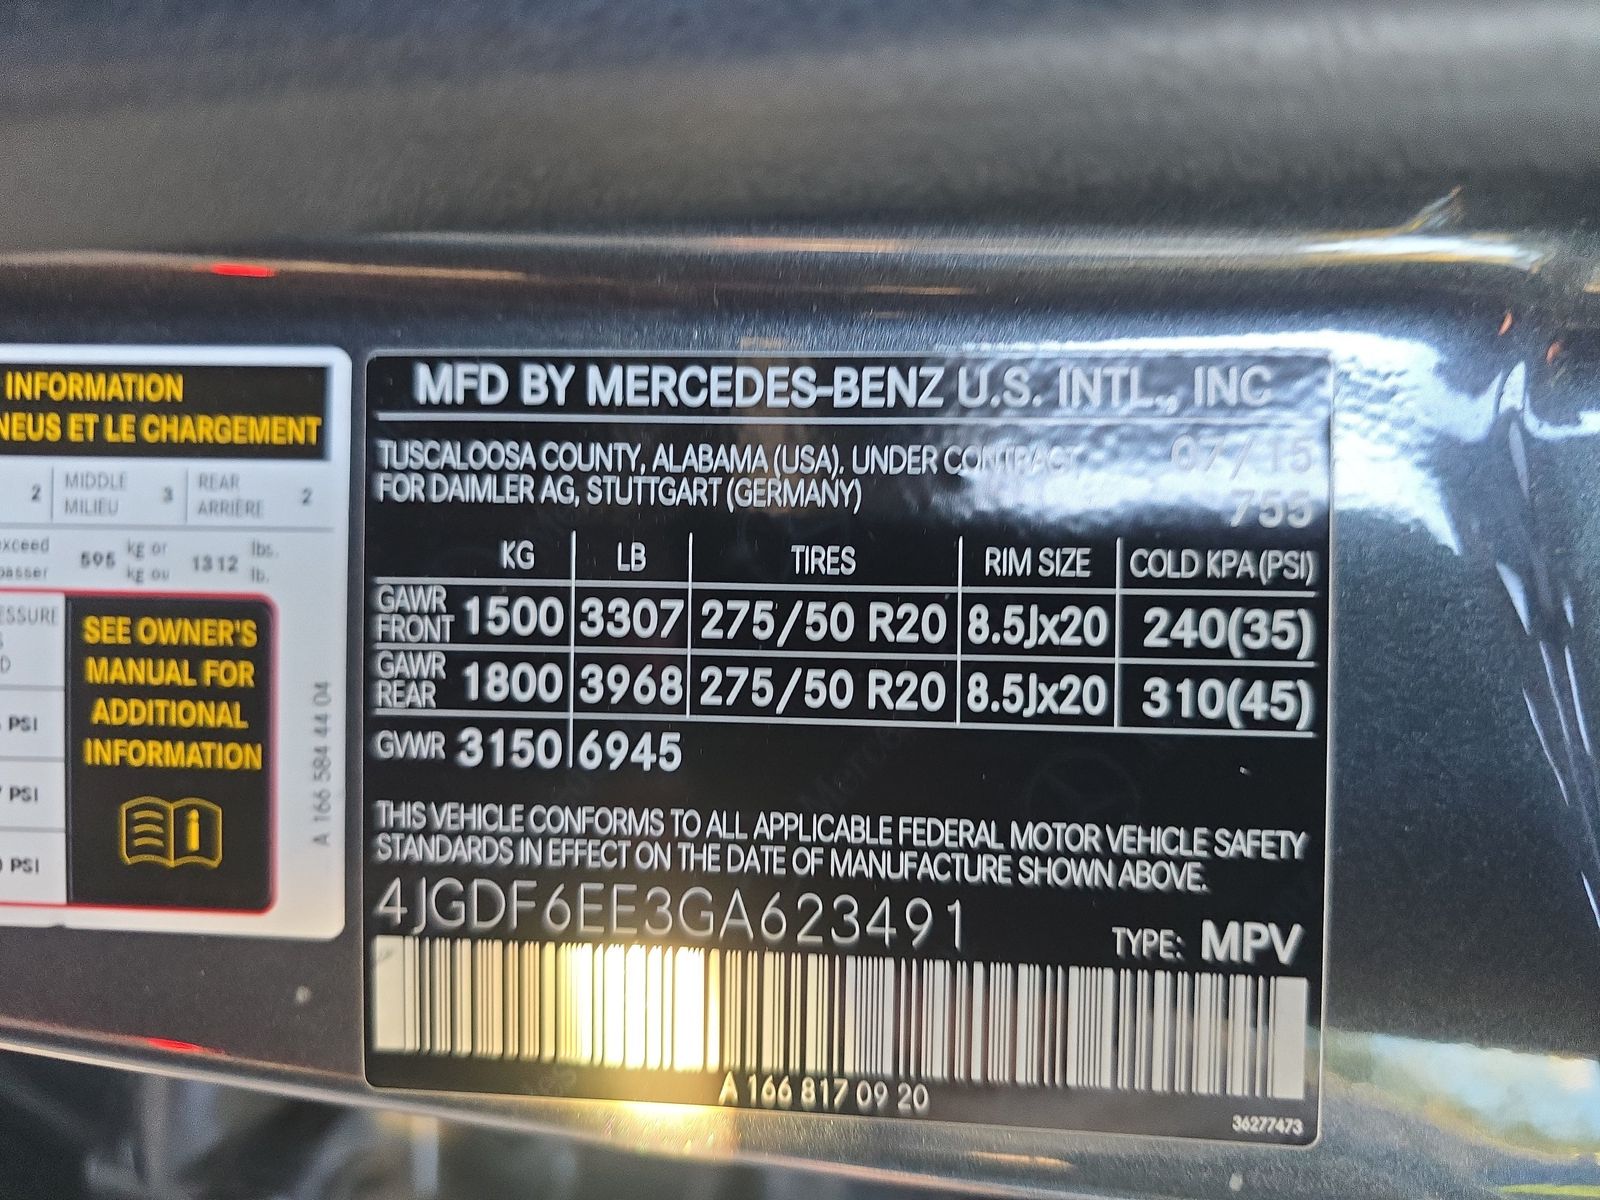 INFORMATION
NEUS ET LE CHARGEMENT
2 MIDDLE MILIEU 3 REAR ARRIÈRE 2
595 kg or kg ou 1312 lbs. lb.
PSI
PSI
PSI
SEE OWNER'S
MANUAL FOR
ADDITIONAL
INFORMATION
A 166 584 44 04
MFD BY MERCEDES-BENZ U.S. INTL., INC
TUSCALOOSA COUNTY, ALABAMA (USA). UNDER CONTRACT 07/15
FOR DAIMLER AG, STUTTGART (GERMANY) 755
KG LB TIRES RIM SIZE COLD KPA (PSI)
GAWR FRONT 1500 3307 275/50 R20 8.5Jx20 240(35)
GAWR REAR 1800 3968 275/50 R20 8.5Jx20 310(45)
GVWR 3150 6945
THIS VEHICLE CONFORMS TO ALL APPLICABLE FEDERAL MOTOR VEHICLE SAFETY
STANDARDS IN EFFECT ON THE DATE OF MANUFACTURE SHOWN ABOVE.
4JGDF6EE3GA623491
TYPE: MPV
A 166 817 09 20
36277473